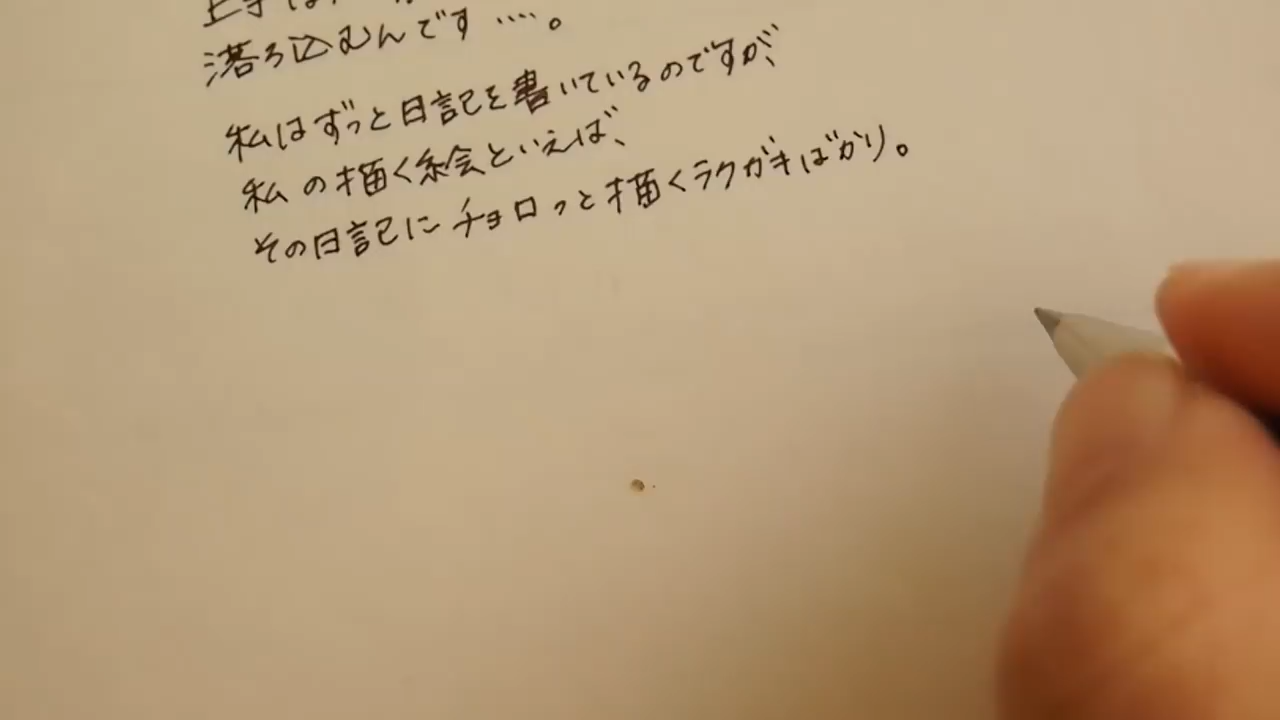 落ち込むんです‥‥。
私はずっと日記を書いているのですが、
私の描く絵といえば、
その日記にチョロッと描くラクガキばかり。